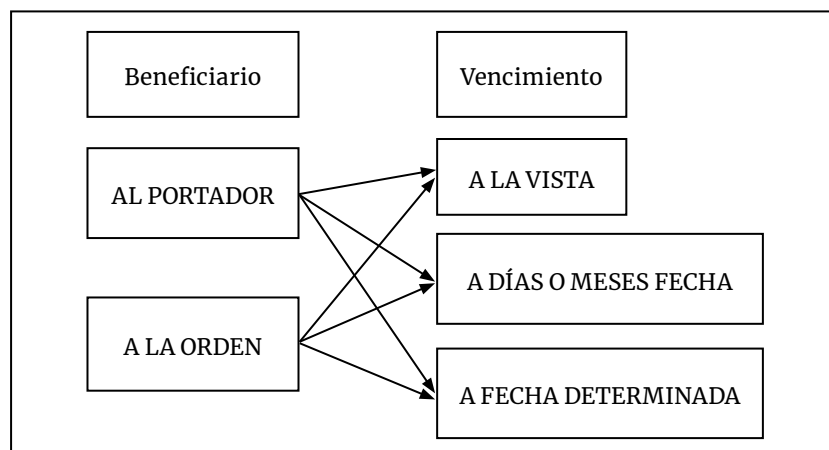 Beneficiario
Vencimiento
AL PORTADOR
A LA VISTA
A DÍAS O MESES FECHA
A LA ORDEN
A FECHA DETERMINADA